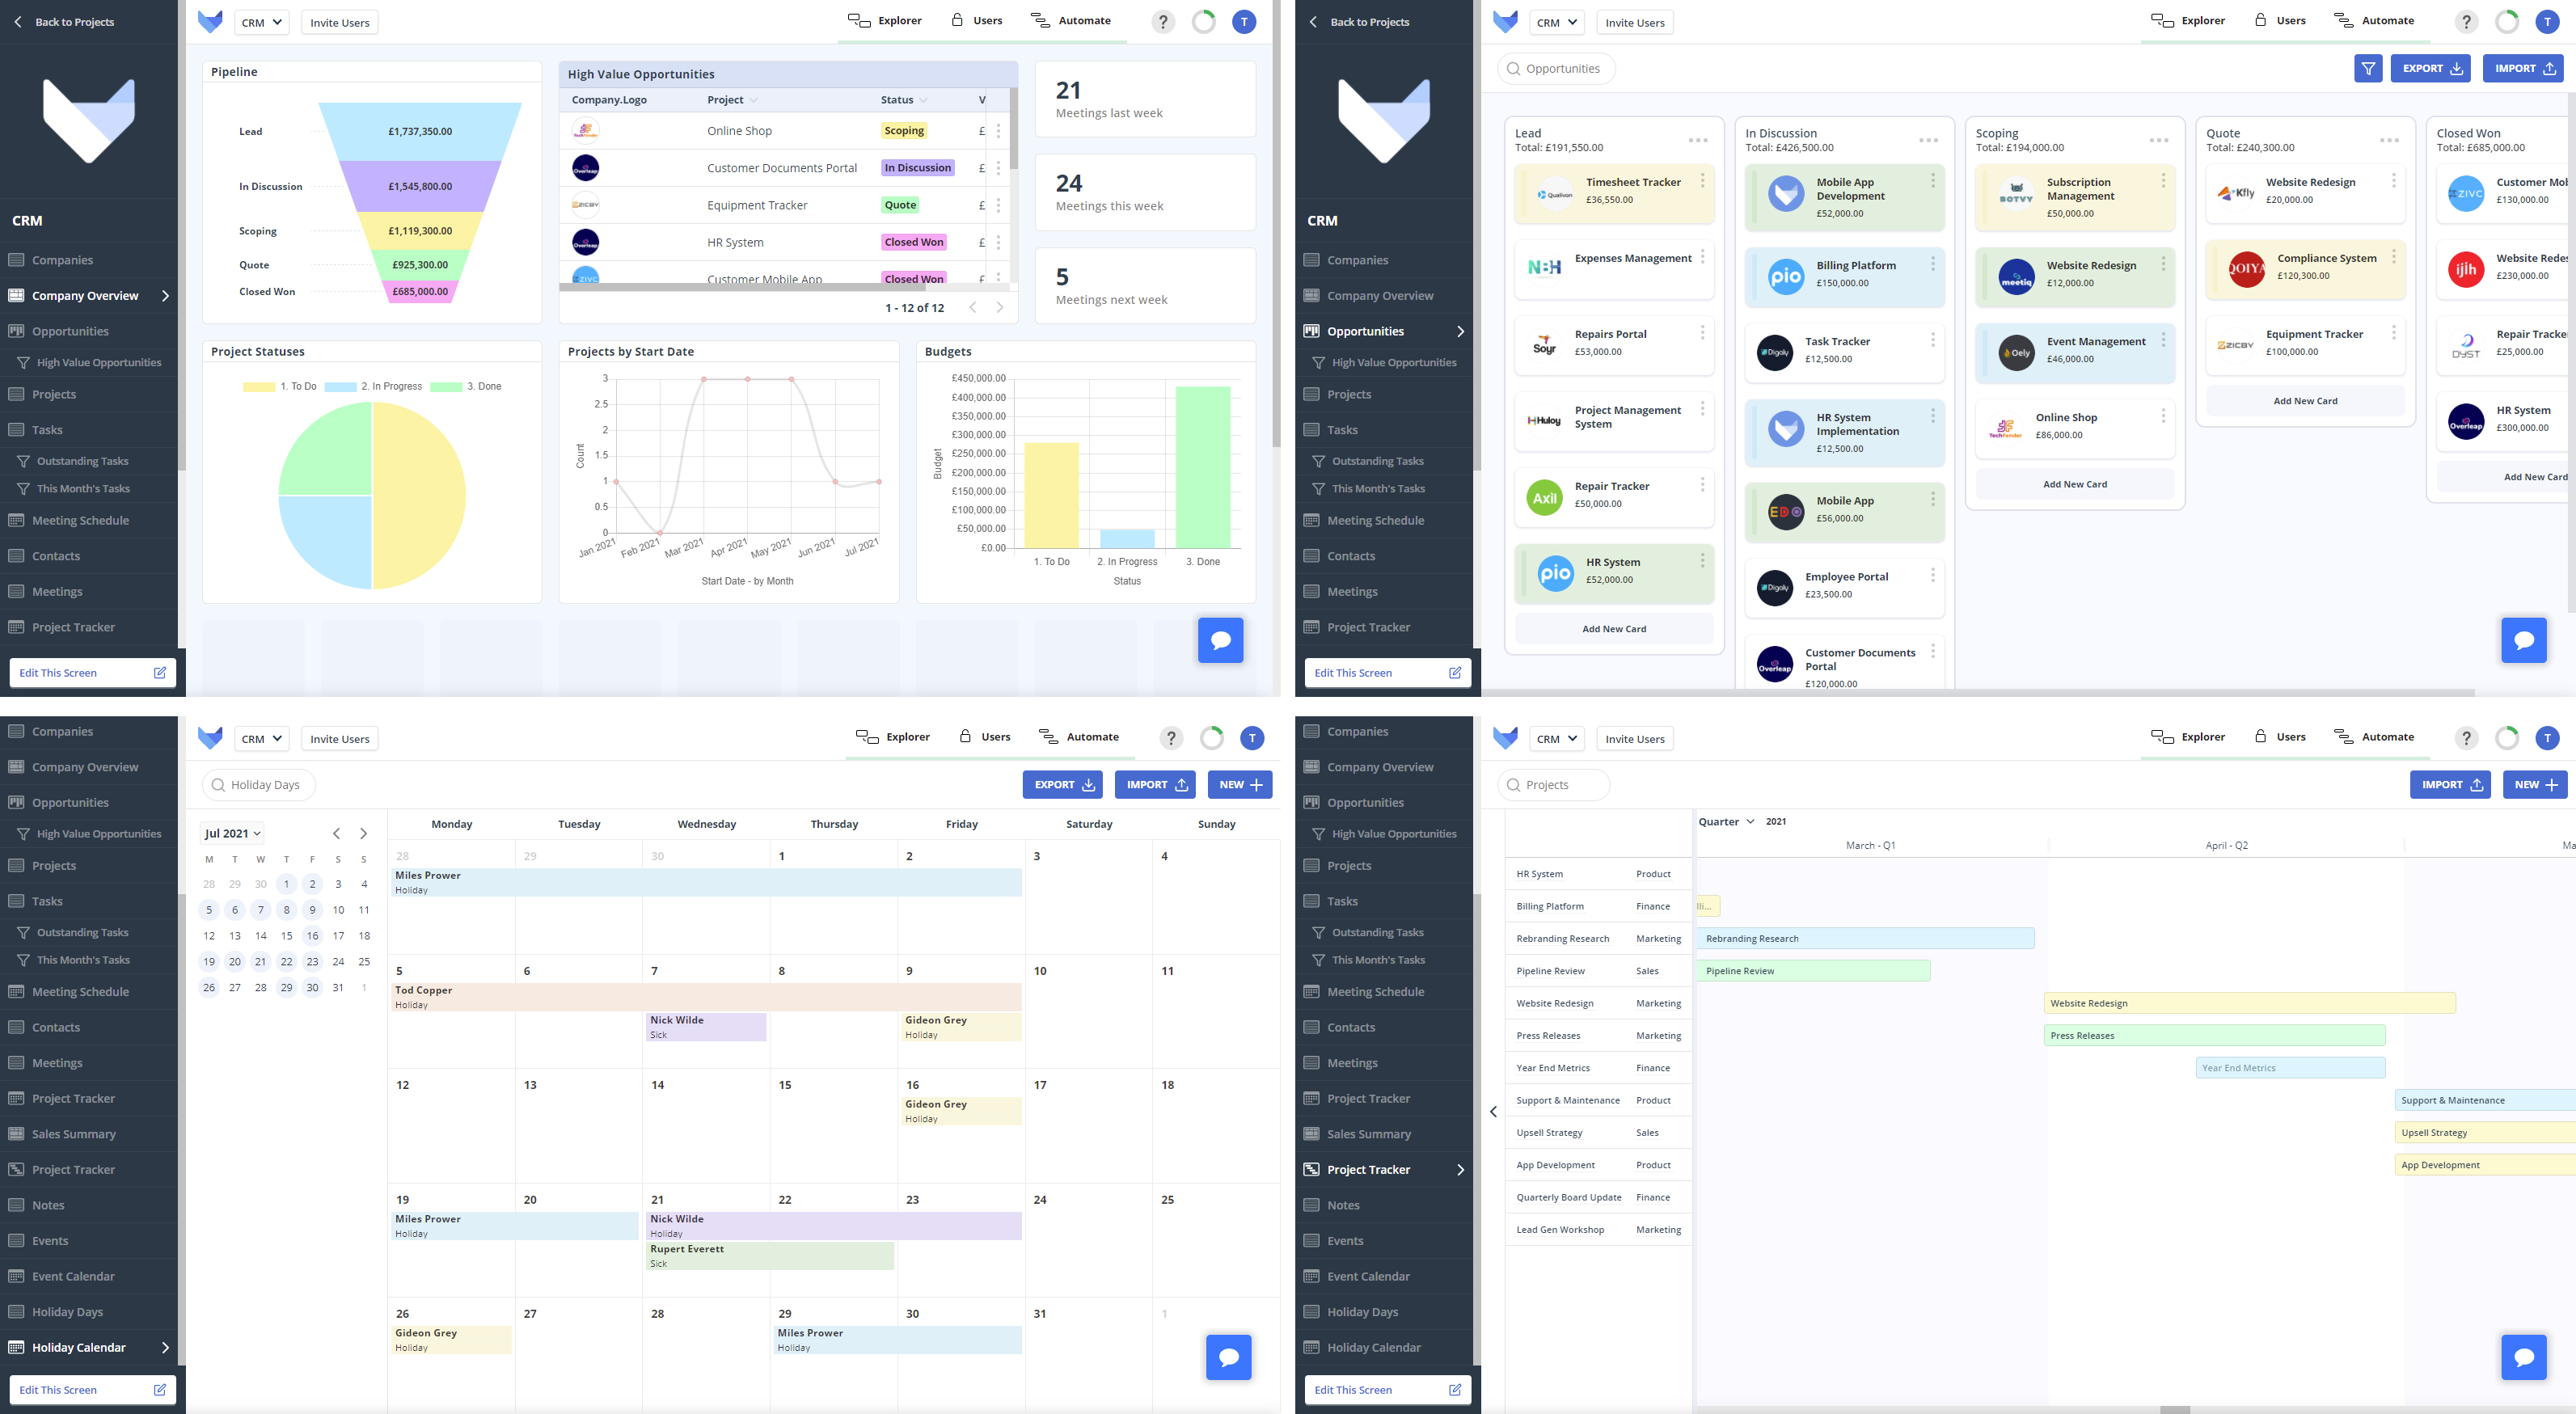 Back to Projects
CRM
Companies
Company Overview
Opportunities
High Value Opportunities
Projects
Tasks
Outstanding Tasks
This Month's Tasks
Meeting Schedule
Contacts
Meetings
Project Tracker
Edit This Screen
CRM
Invite Users
Explorer
Users
Automate
?
T
Pipeline
Lead
£1,737,350.00
In Discussion
£1,545,800.00
Scoping
£1,119,300.00
Quote
£925,300.00
Closed Won
£685,000.00
High Value Opportunities
Company.Logo Project Status V
TechFender Online Shop Scoping £
Overleap Customer Documents Portal In Discussion £
ZICBY Equipment Tracker Quote £
Overleap HR System Closed Won £
ZIVC Customer Mobile App Closed Won £
1 - 12 of 12
21
Meetings last week
24
Meetings this week
5
Meetings next week
Project Statuses
1. To Do 2. In Progress 3. Done
Projects by Start Date
3
2.5
2
1.5
1
0.5
0
Count
Jan 2021 Feb 2021 Mar 2021 Apr 2021 May 2021 Jun 2021 Jul 2021
Start Date - by Month
Budgets
£450,000.00
£400,000.00
£350,000.00
£300,000.00
£250,000.00
£200,000.00
£150,000.00
£100,000.00
£50,000.00
£0.00
Budget
1. To Do 2. In Progress 3. Done
Status
Back to Projects
CRM
Companies
Company Overview
Opportunities
High Value Opportunities
Projects
Tasks
Outstanding Tasks
This Month's Tasks
Meeting Schedule
Contacts
Meetings
Project Tracker
Edit This Screen
CRM
Invite Users
Explorer
Users
Automate
?
T
Opportunities
EXPORT
IMPORT
Lead
Total: £191,550.00
Qualivon
Timesheet Tracker
£36,550.00
NBH
Expenses Management
Soyr
Repairs Portal
£53,000.00
Huloy
Project Management
System
Axil
Repair Tracker
£50,000.00
pio
HR System
£52,000.00
Add New Card
In Discussion
Total: £426,500.00
Mobile App
Development
£52,000.00
pio
Billing Platform
£150,000.00
Digoly
Task Tracker
£12,500.00
HR System
Implementation
£12,500.00
EDO
Mobile App
£56,000.00
Digoly
Employee Portal
£23,500.00
Overleap
Customer Documents
Portal
£120,000.00
Scoping
Total: £194,000.00
BOTVY
Subscription
Management
£50,000.00
meetiq
Website Redesign
£12,000.00
Oely
Event Management
£46,000.00
TechFender
Online Shop
£86,000.00
Add New Card
Quote
Total: £240,300.00
Kfly
Website Redesign
£20,000.00
QOIYA
Compliance System
£120,300.00
ZICBY
Equipment Tracker
£100,000.00
Add New Card
Closed Won
Total: £685,000.00
ZIVC
Customer Mob
£130,000.00
ijih
Website Redes
£230,000.00
DYST
Repair Tracke
£25,000.00
Overleap
HR System
£300,000.00
Add New Card
Companies
Company Overview
Opportunities
High Value Opportunities
Projects
Tasks
Outstanding Tasks
This Month's Tasks
Meeting Schedule
Contacts
Meetings
Project Tracker
Sales Summary
Project Tracker
Notes
Events
Event Calendar
Holiday Days
Holiday Calendar
Edit This Screen
CRM
Invite Users
Explorer
Users
Automate
?
T
Holiday Days
EXPORT
IMPORT
NEW
Jul 2021
M T W T F S S
28 29 30 1 2 3 4
5 6 7 8 9 10 11
12 13 14 15 16 17 18
19 20 21 22 23 24 25
26 27 28 29 30 31 1
Monday Tuesday Wednesday Thursday Friday Saturday Sunday
28 29 30 1 2 3 4
Miles Prower
Holiday
5 6 7 8 9 10 11
Tod Copper
Holiday
Nick Wilde
Sick
Gideon Grey
Holiday
12 13 14 15 16 17 18
Gideon Grey
Holiday
19 20 21 22 23 24 25
Miles Prower
Holiday
Nick Wilde
Holiday
Rupert Everett
Sick
26 27 28 29 30 31 1
Gideon Grey
Holiday
Miles Prower
Holiday
Companies
Company Overview
Opportunities
High Value Opportunities
Projects
Tasks
Outstanding Tasks
This Month's Tasks
Meeting Schedule
Contacts
Meetings
Project Tracker
Sales Summary
Project Tracker
Notes
Events
Event Calendar
Holiday Days
Holiday Calendar
Edit This Screen
CRM
Invite Users
Explorer
Users
Automate
?
T
Projects
IMPORT
NEW
Quarter 2021
March - Q1 April - Q2 Ma
HR System Product
Billing Platform Finance lli...
Rebranding Research Marketing Rebranding Research
Pipeline Review Sales Pipeline Review
Website Redesign Marketing Website Redesign
Press Releases Marketing Press Releases
Year End Metrics Finance Year End Metrics
Support & Maintenance Product Support & Maintenance
Upsell Strategy Sales Upsell Strategy
App Development Product App Development
Quarterly Board Update Finance
Lead Gen Workshop Marketing